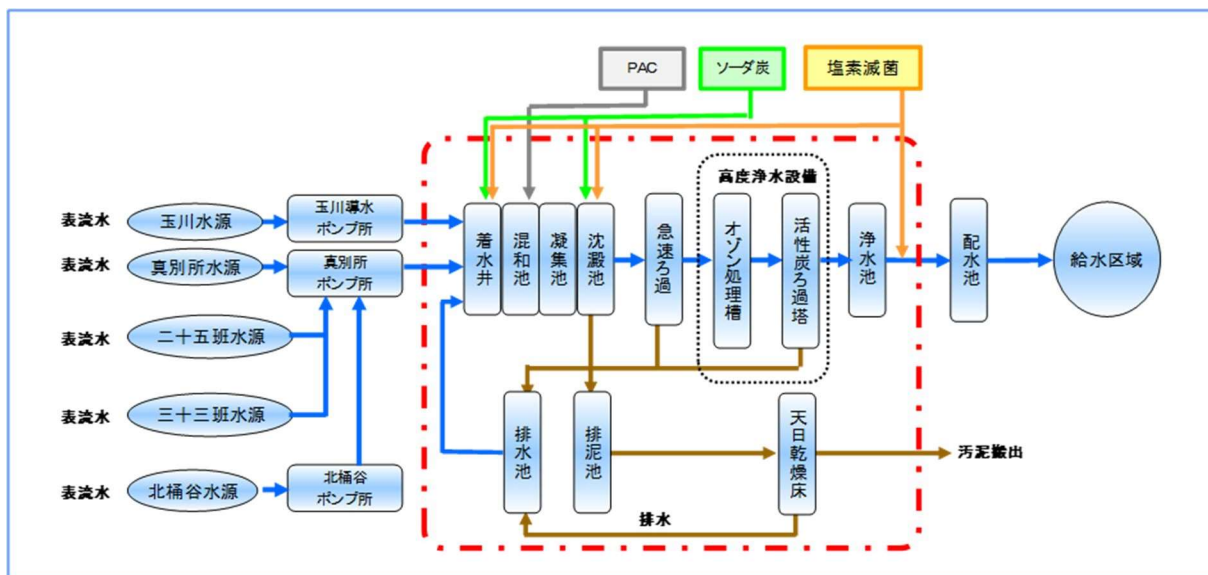 PAC
ソーダ炭
塩素滅菌
高度浄水設備
表流水
玉川水源
玉川導水
ポンプ所
表流水
真別所水源
真別所
ポンプ所
表流水
二十五班水源
表流水
三十三班水源
表流水
北桶谷水源
北桶谷
ポンプ所
着水井
混和池
凝集池
沈澱池
急速ろ過
オゾン処理槽
活性炭ろ過塔
浄水池
配水池
給水区域
排水池
排泥池
天日乾燥床
汚泥搬出
排水